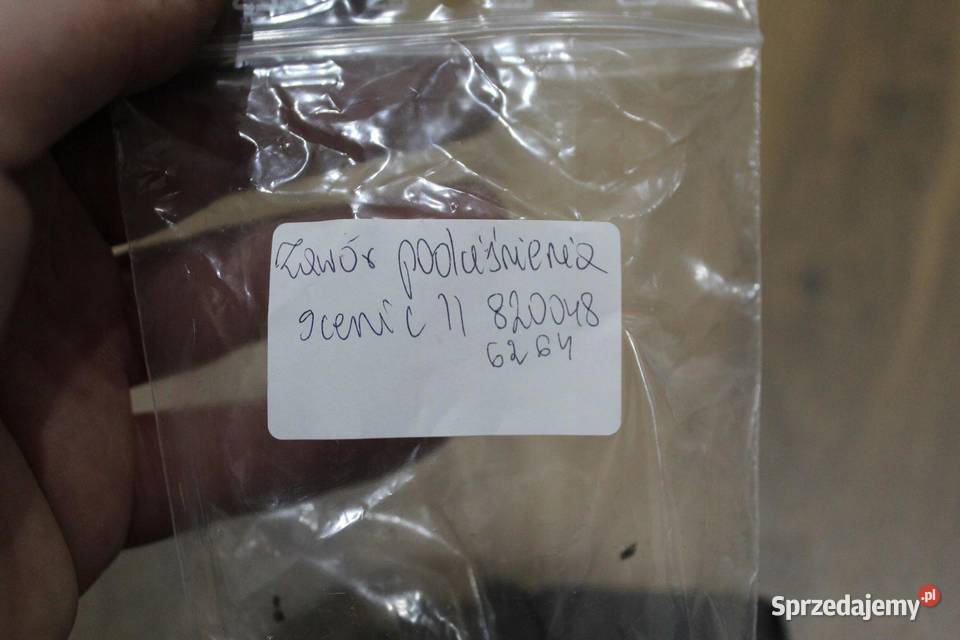 Zawór podciśnienia
scenic II 820048
6264
Sprzedajemy.pl